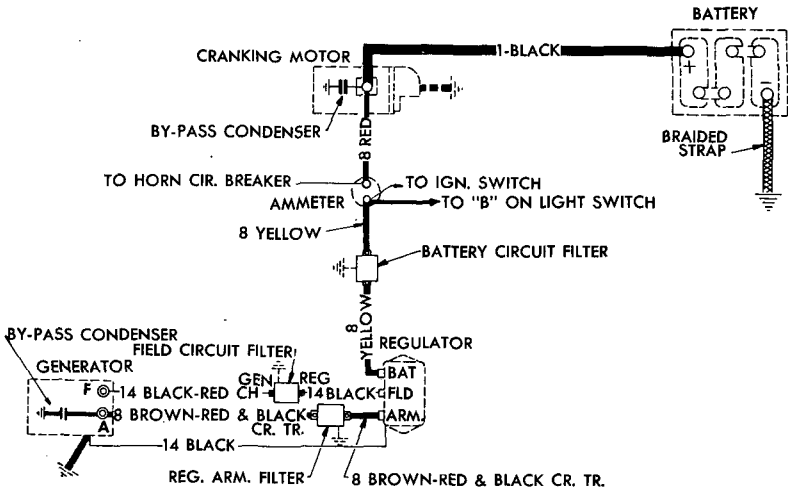 BATTERY
CRANKING MOTOR
1-BLACK
+
−
BY-PASS CONDENSER
8 RED
BRAIDED
STRAP
TO HORN CIR. BREAKER
TO IGN. SWITCH
AMMETER
TO "B" ON LIGHT SWITCH
8 YELLOW
BATTERY CIRCUIT FILTER
8
YELLOW
BY-PASS CONDENSER
FIELD CIRCUIT FILTER
REGULATOR
GENERATOR
GEN
REG
BAT
F
14 BLACK-RED CH
14 BLACK
FLD
8 BROWN-RED & BLACK
CR. TR.
ARM.
A
14 BLACK
REG. ARM. FILTER
8 BROWN-RED & BLACK CR. TR.